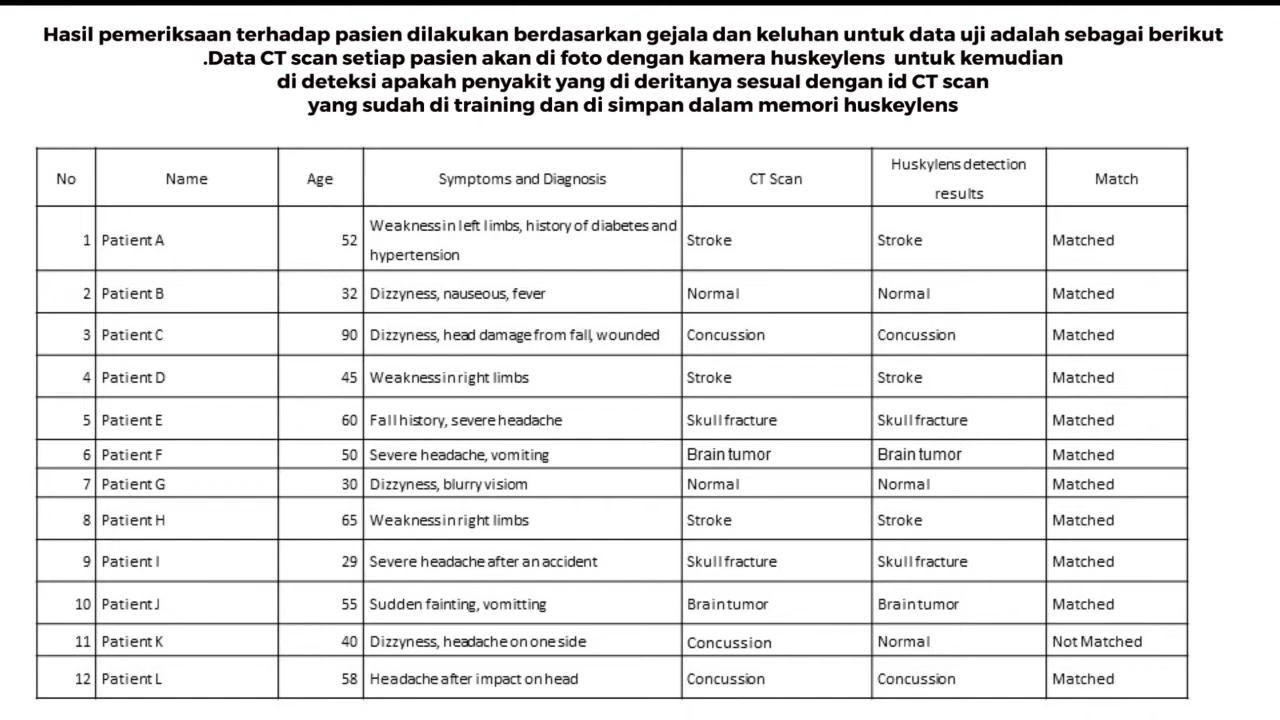 Hasil pemeriksaan terhadap pasien dilakukan berdasarkan gejala dan keluhan untuk data uji adalah sebagai berikut
.Data CT scan setiap pasien akan di foto dengan kamera huskeylens untuk kemudian
di deteksi apakah penyakit yang di deritanya sesual dengan id CT scan
yang sudah di training dan di simpan dalam memori huskeylens
No Name Age Symptoms and Diagnosis CT Scan Huskylens detection results Match
1 Patient A 52 Weakness in left limbs, history of diabetes and hypertension Stroke Stroke Matched
2 Patient B 32 Dizzyness, nauseous, fever Normal Normal Matched
3 Patient C 90 Dizzyness, head damage from fall, wounded Concussion Concussion Matched
4 Patient D 45 Weakness in right limbs Stroke Stroke Matched
5 Patient E 60 Fall history, severe headache Skull fracture Skull fracture Matched
6 Patient F 50 Severe headache, vomiting Brain tumor Brain tumor Matched
7 Patient G 30 Dizzyness, blurry visiom Normal Normal Matched
8 Patient H 65 Weakness in right limbs Stroke Stroke Matched
9 Patient I 29 Severe headache after an accident Skull fracture Skull fracture Matched
10 Patient J 55 Sudden fainting, vomitting Brain tumor Brain tumor Matched
11 Patient K 40 Dizzyness, headache on one side Concussion Normal Not Matched
12 Patient L 58 Headache after impact on head Concussion Concussion Matched